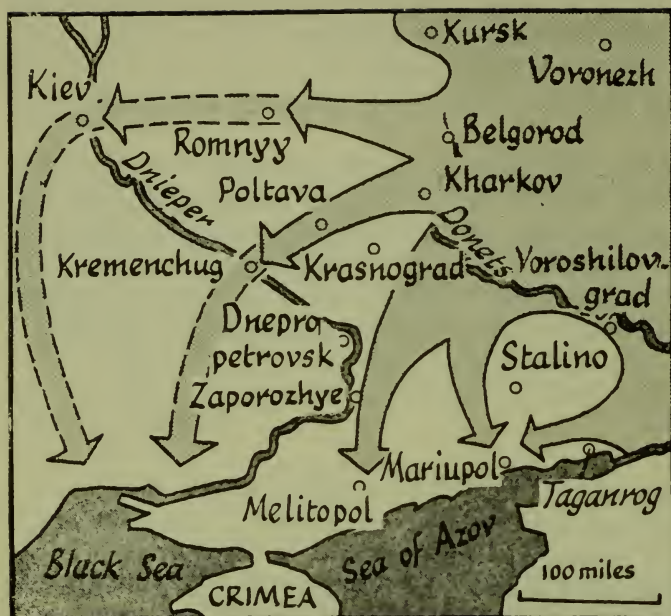 Kursk
Voronezh
Kiev
Romnyy
Belgorod
Dnieper
Poltava
Kharkov
Donets
Kremenchug
Krasnograd
Voroshilov-
grad
Dnepro
petrovsk
Stalino
Zaporozhye
Mariupol
Melitopol
Taganrog
Black Sea
Sea of Azov
100 miles
CRIMEA